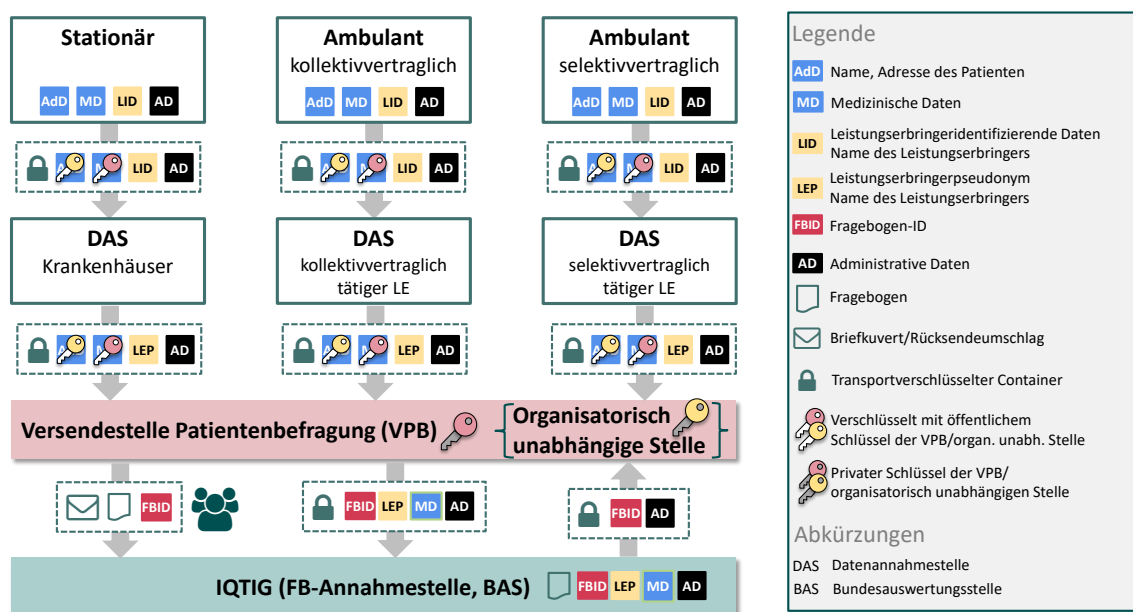 Stationär
AdD MD LID AD
Ambulant
kollektivvertraglich
AdD MD LID AD
Ambulant
selektivvertraglich
AdD MD LID AD
LID AD
LID AD
LID AD
DAS
Krankenhäuser
DAS
kollektivvertraglich
tätiger LE
DAS
selektivvertraglich
tätiger LE
LEP AD
LEP AD
LEP AD
Versendestelle Patientenbefragung (VPB)
Organisatorisch
unabhängige Stelle
FBID
FBID LEP MD AD
FBID AD
IQTIG (FB-Annahmestelle, BAS)
FBID LEP MD AD
Legende
AdD Name, Adresse des Patienten
MD Medizinische Daten
LID Leistungserbringeridentifizierende Daten
Name des Leistungserbringers
LEP Leistungserbringerpseudonym
Name des Leistungserbringers
FBID Fragebogen-ID
AD Administrative Daten
Fragebogen
Briefkuvert/Rücksendeumschlag
Transportverschlüsselter Container
Verschlüsselt mit öffentlichem
Schlüssel der VPB/organ. unabh. Stelle
Privater Schlüssel der VPB/
organisatorisch unabhängigen Stelle
Abkürzungen
DAS Datenannahmestelle
BAS Bundesauswertungsstelle